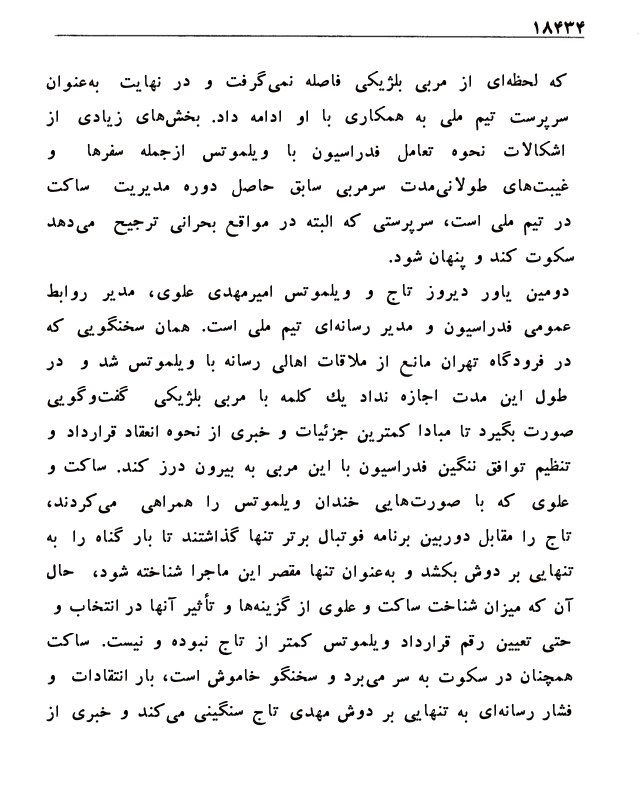 ۱۸۴۳۴
که لحظه‌ای از مربی بلژیکی فاصله نمی‌گرفت و در نهایت به‌عنوان
سرپرست تیم ملی به همکاری با او ادامه داد. بخش‌های زیادی از
اشکالات نحوه تعامل فدراسیون با ویلموتس ازجمله سفرها و
غیبت‌های طولانی‌مدت سرمربی سابق حاصل دوره مدیریت ساکت
در تیم ملی است، سرپرستی که البته در مواقع بحرانی ترجیح می‌دهد
سکوت کند و پنهان شود.
دومین یاور دیروز تاج و ویلموتس امیرمهدی علوی، مدیر روابط
عمومی فدراسیون و مدیر رسانه‌ای تیم ملی است. همان سخنگویی که
در فرودگاه تهران مانع از ملاقات اهالی رسانه با ویلموتس شد و در
طول این مدت اجازه نداد یك کلمه با مربی بلژیکی گفت‌وگویی
صورت بگیرد تا مبادا کمترین جزئیات و خبری از نحوه انعقاد قرارداد و
تنظیم توافق ننگین فدراسیون با این مربی به بیرون درز کند. ساکت و
علوی که با صورت‌هایی خندان ویلموتس را همراهی می‌کردند،
تاج را مقابل دوربین برنامه فوتبال برتر تنها گذاشتند تا بار گناه را به
تنهایی بر دوش بکشد و به‌عنوان تنها مقصر این ماجرا شناخته شود، حال
آن که میزان شناخت ساکت و علوی از گزینه‌ها و تأثیر آنها در انتخاب و
حتی تعیین رقم قرارداد ویلموتس کمتر از تاج نبوده و نیست. ساکت
همچنان در سکوت به سر می‌برد و سخنگو خاموش است، بار انتقادات و
فشار رسانه‌ای به تنهایی بر دوش مهدی تاج سنگینی می‌کند و خبری از